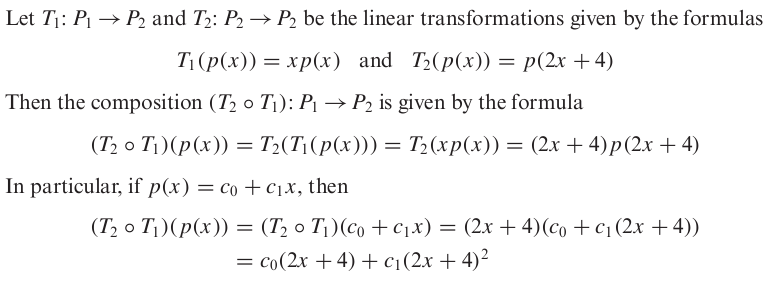 Let T₁: P₁ → P₂ and T₂: P₂ → P₂ be the linear transformations given by the formulas
T₁(p(x)) = xp(x) and T₂(p(x)) = p(2x + 4)
Then the composition (T₂ ∘ T₁): P₁ → P₂ is given by the formula
(T₂ ∘ T₁)(p(x)) = T₂(T₁(p(x))) = T₂(xp(x)) = (2x + 4)p(2x + 4)
In particular, if p(x) = c₀ + c₁x, then
(T₂ ∘ T₁)(p(x)) = (T₂ ∘ T₁)(c₀ + c₁x) = (2x + 4)(c₀ + c₁(2x + 4))
= c₀(2x + 4) + c₁(2x + 4)²